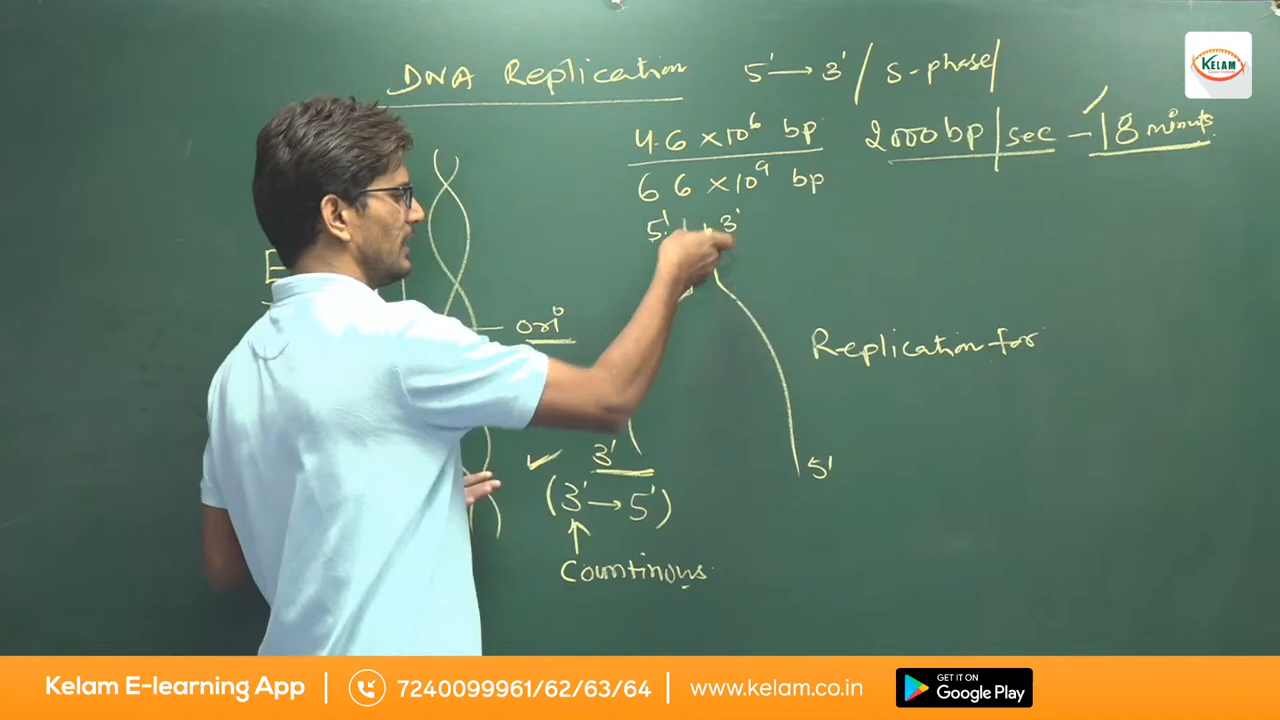 DNA Replication 5' → 3' / S-phase /
4.6 × 10⁶ bp 2000 bp | sec – 18 minuts.
6 6 × 10⁹ bp
5' 3'
E
ori
Replication for
3' 5'
(3' → 5')
Countinous
KELAM
Kelam E-learning App 7240099961/62/63/64 www.kelam.co.in GET IT ON Google Play